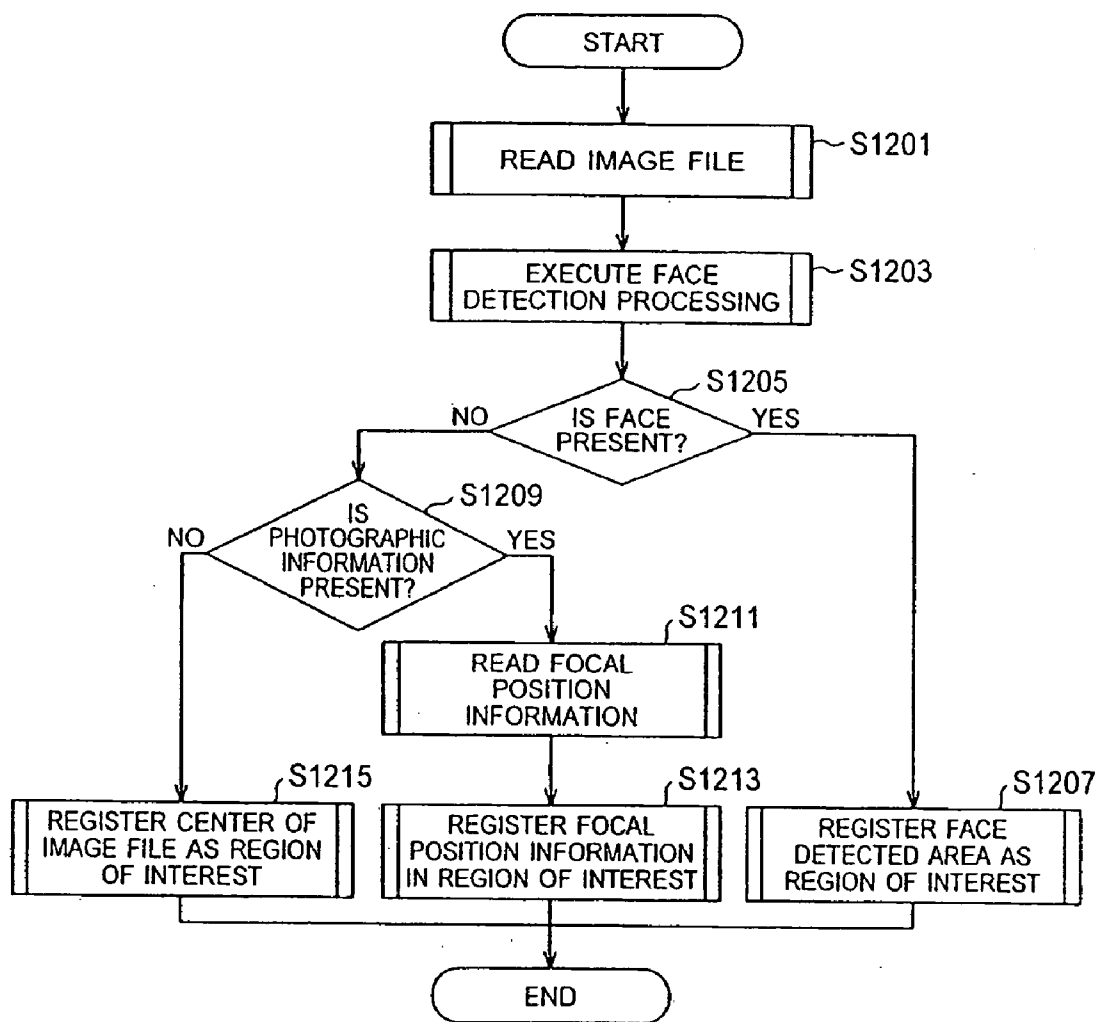 START
READ IMAGE FILE
S1201
EXECUTE FACE
DETECTION PROCESSING
S1203
S1205
NO
IS FACE
PRESENT?
YES
S1209
NO
IS
PHOTOGRAPHIC
INFORMATION
PRESENT?
YES
S1211
READ FOCAL
POSITION
INFORMATION
S1215
REGISTER CENTER OF
IMAGE FILE AS REGION
OF INTEREST
S1213
REGISTER FOCAL
POSITION INFORMATION
IN REGION OF INTEREST
S1207
REGISTER FACE
DETECTED AREA AS
REGION OF INTEREST
END